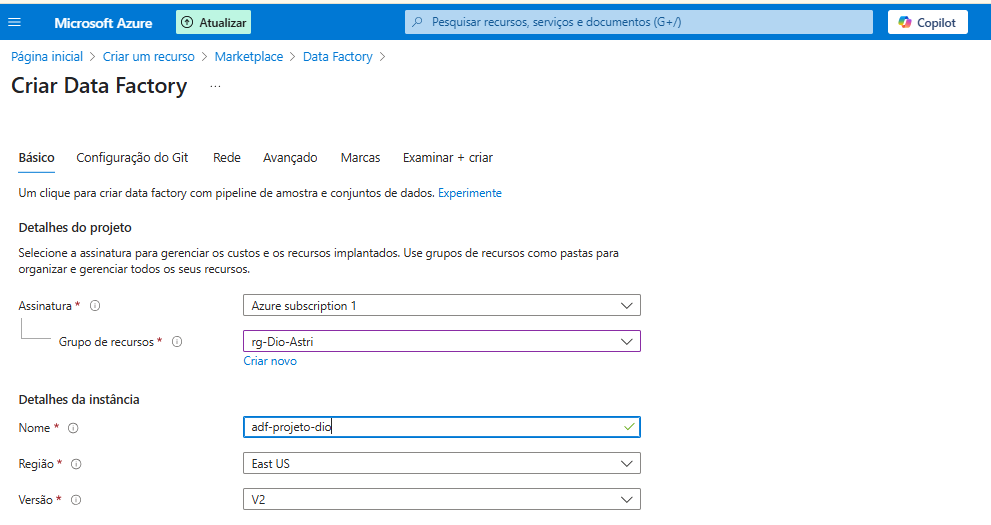 Microsoft Azure Atualizar Pesquisar recursos, serviços e documentos (G+/) Copilot
Página inicial > Criar um recurso > Marketplace > Data Factory >
Criar Data Factory ...
Básico Configuração do Git Rede Avançado Marcas Examinar + criar
Um clique para criar data factory com pipeline de amostra e conjuntos de dados. Experimente
Detalhes do projeto
Selecione a assinatura para gerenciar os custos e os recursos implantados. Use grupos de recursos como pastas para
organizar e gerenciar todos os seus recursos.
Assinatura * Azure subscription 1
Grupo de recursos * rg-Dio-Astri
Criar novo
Detalhes da instância
Nome * adf-projeto-dio
Região * East US
Versão * V2